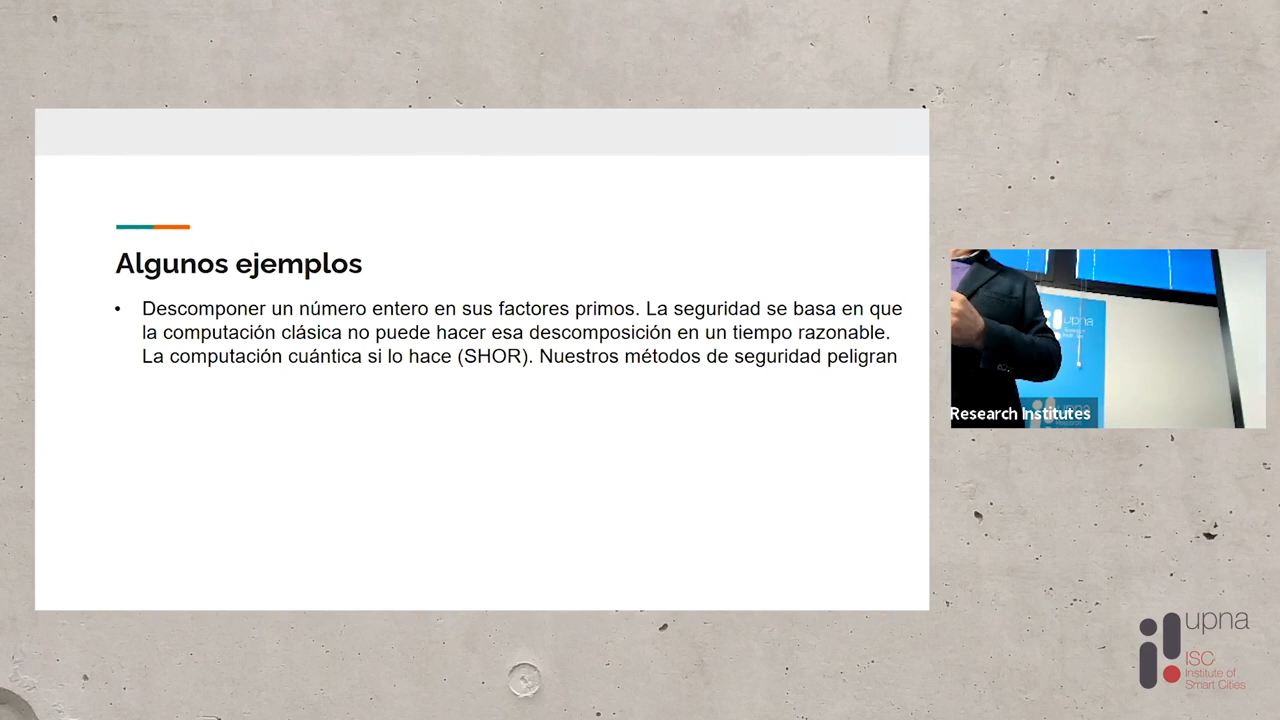 Algunos ejemplos
• Descomponer un número entero en sus factores primos. La seguridad se basa en que
la computación clásica no puede hacer esa descomposición en un tiempo razonable.
La computación cuántica si lo hace (SHOR). Nuestros métodos de seguridad peligran
upna
Research Institutes
upna
ISC
Institute of
Smart Cities